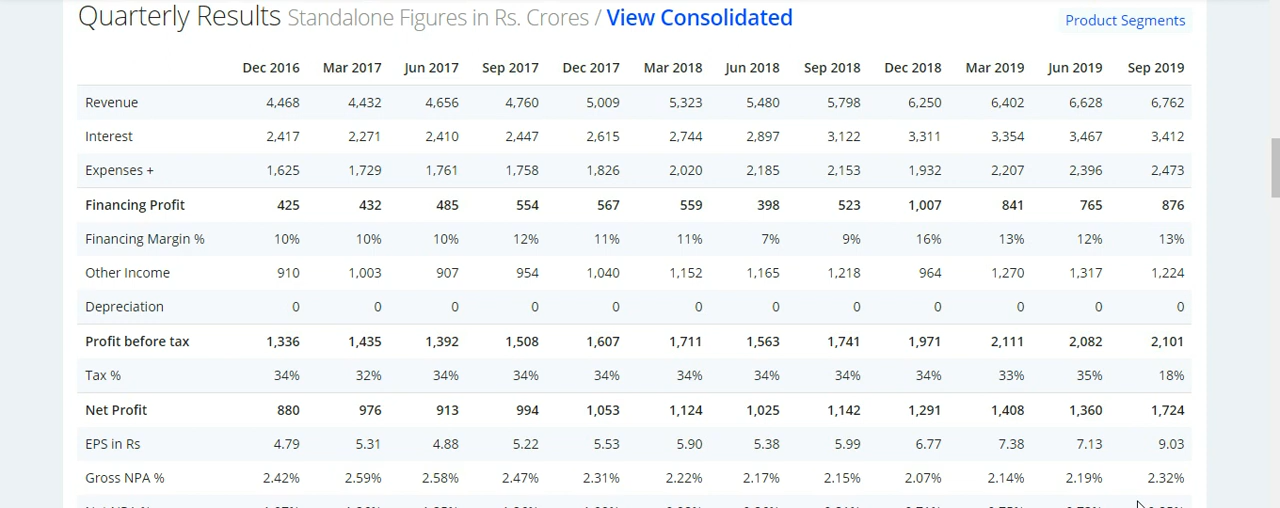 Quarterly Results Standalone Figures in Rs. Crores / View Consolidated
Product Segments
Dec 2016 Mar 2017 Jun 2017 Sep 2017 Dec 2017 Mar 2018 Jun 2018 Sep 2018 Dec 2018 Mar 2019 Jun 2019 Sep 2019
Revenue 4,468 4,432 4,656 4,760 5,009 5,323 5,480 5,798 6,250 6,402 6,628 6,762
Interest 2,417 2,271 2,410 2,447 2,615 2,744 2,897 3,122 3,311 3,354 3,467 3,412
Expenses + 1,625 1,729 1,761 1,758 1,826 2,020 2,185 2,153 1,932 2,207 2,396 2,473
Financing Profit 425 432 485 554 567 559 398 523 1,007 841 765 876
Financing Margin % 10% 10% 10% 12% 11% 11% 7% 9% 16% 13% 12% 13%
Other Income 910 1,003 907 954 1,040 1,152 1,165 1,218 964 1,270 1,317 1,224
Depreciation 0 0 0 0 0 0 0 0 0 0 0 0
Profit before tax 1,336 1,435 1,392 1,508 1,607 1,711 1,563 1,741 1,971 2,111 2,082 2,101
Tax % 34% 32% 34% 34% 34% 34% 34% 34% 34% 33% 35% 18%
Net Profit 880 976 913 994 1,053 1,124 1,025 1,142 1,291 1,408 1,360 1,724
EPS in Rs 4.79 5.31 4.88 5.22 5.53 5.90 5.38 5.99 6.77 7.38 7.13 9.03
Gross NPA % 2.42% 2.59% 2.58% 2.47% 2.31% 2.22% 2.17% 2.15% 2.07% 2.14% 2.19% 2.32%